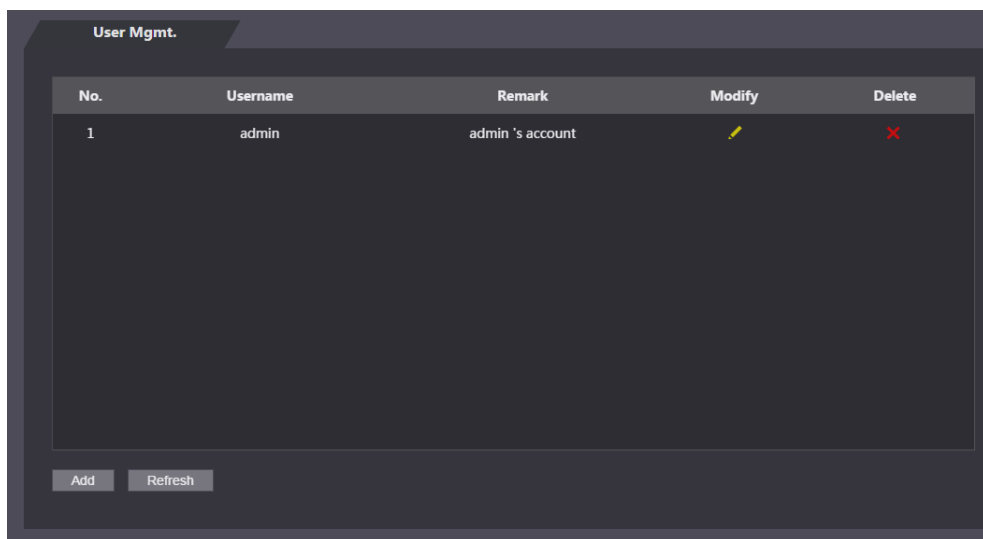 User Mgmt.
No. Username Remark Modify Delete
1 admin admin 's account
Add Refresh